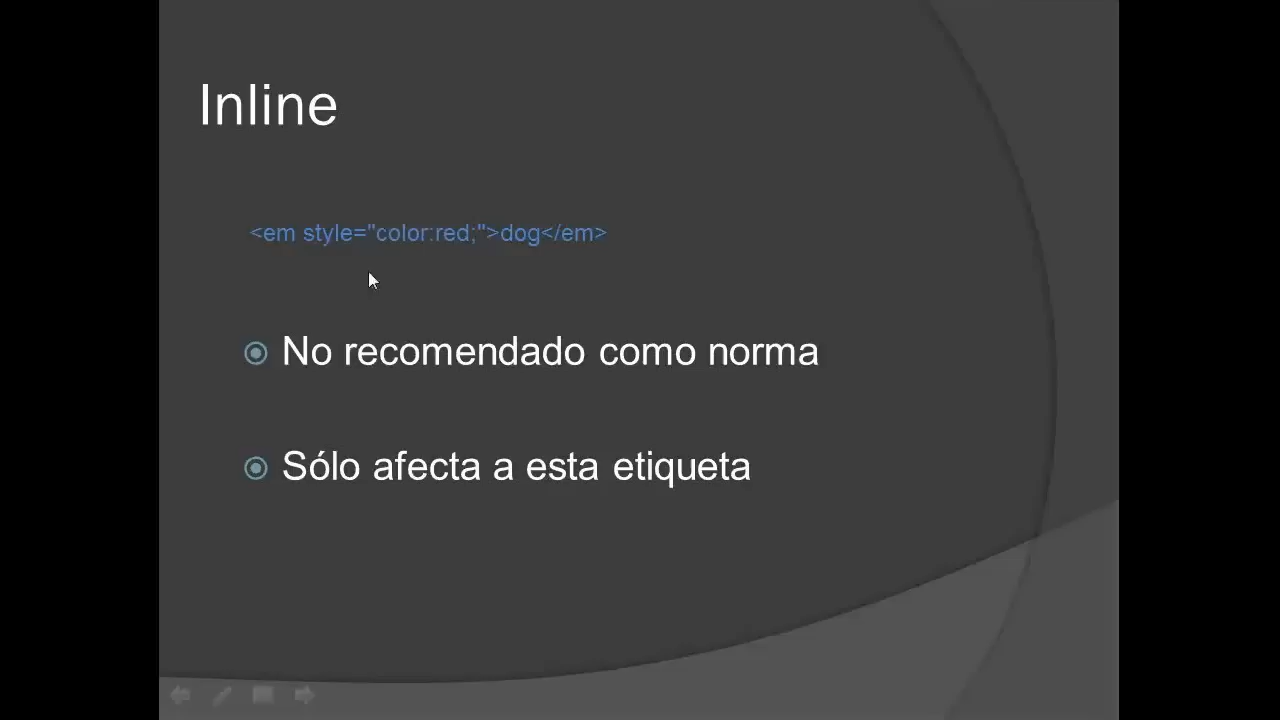 Inline
<em style="color:red;">dog</em>
No recomendado como norma
Sólo afecta a esta etiqueta